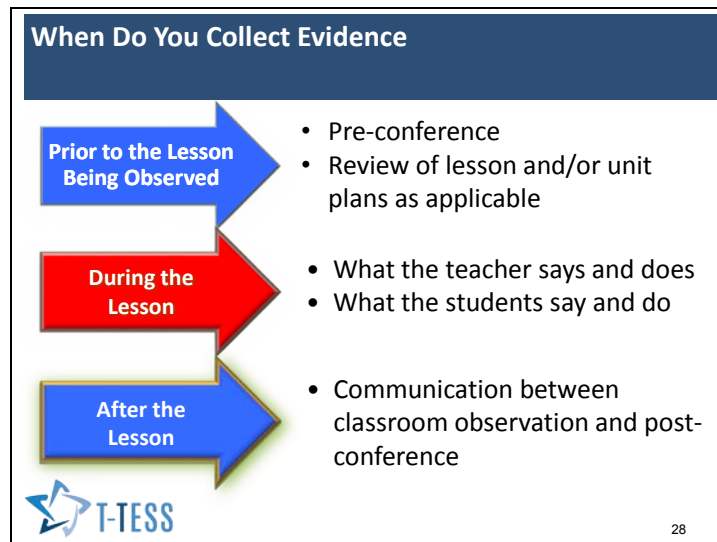 When Do You Collect Evidence
Prior to the Lesson
Being Observed
• Pre-conference
• Review of lesson and/or unit
plans as applicable
During the
Lesson
• What the teacher says and does
• What the students say and do
After the
Lesson
• Communication between
classroom observation and post-
conference
T-TESS
28